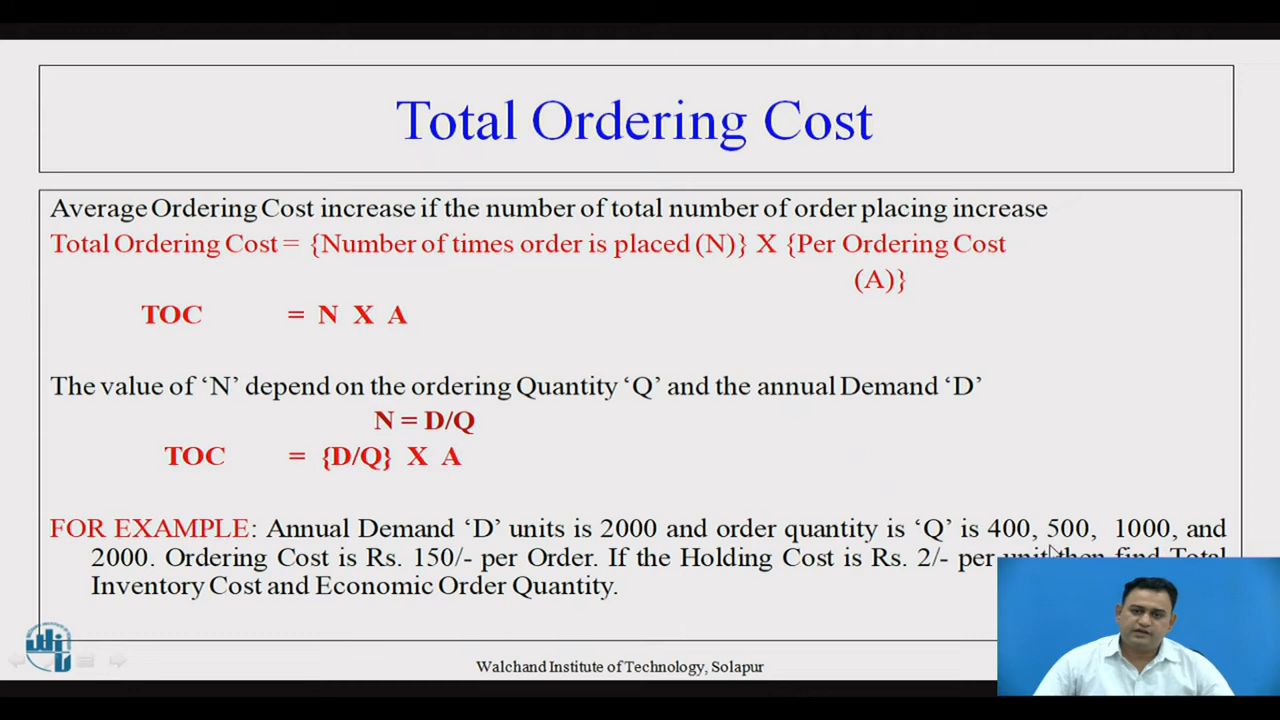 Total Ordering Cost
Average Ordering Cost increase if the number of total number of order placing increase
Total Ordering Cost = {Number of times order is placed (N)} X {Per Ordering Cost
(A)}
TOC = N X A
The value of ‘N’ depend on the ordering Quantity ‘Q’ and the annual Demand ‘D’
N = D/Q
TOC = {D/Q} X A
FOR EXAMPLE: Annual Demand ‘D’ units is 2000 and order quantity is ‘Q’ is 400, 500, 1000, and
2000. Ordering Cost is Rs. 150/- per Order. If the Holding Cost is Rs. 2/- per unit then find Total
Inventory Cost and Economic Order Quantity.
Walchand Institute of Technology, Solapur